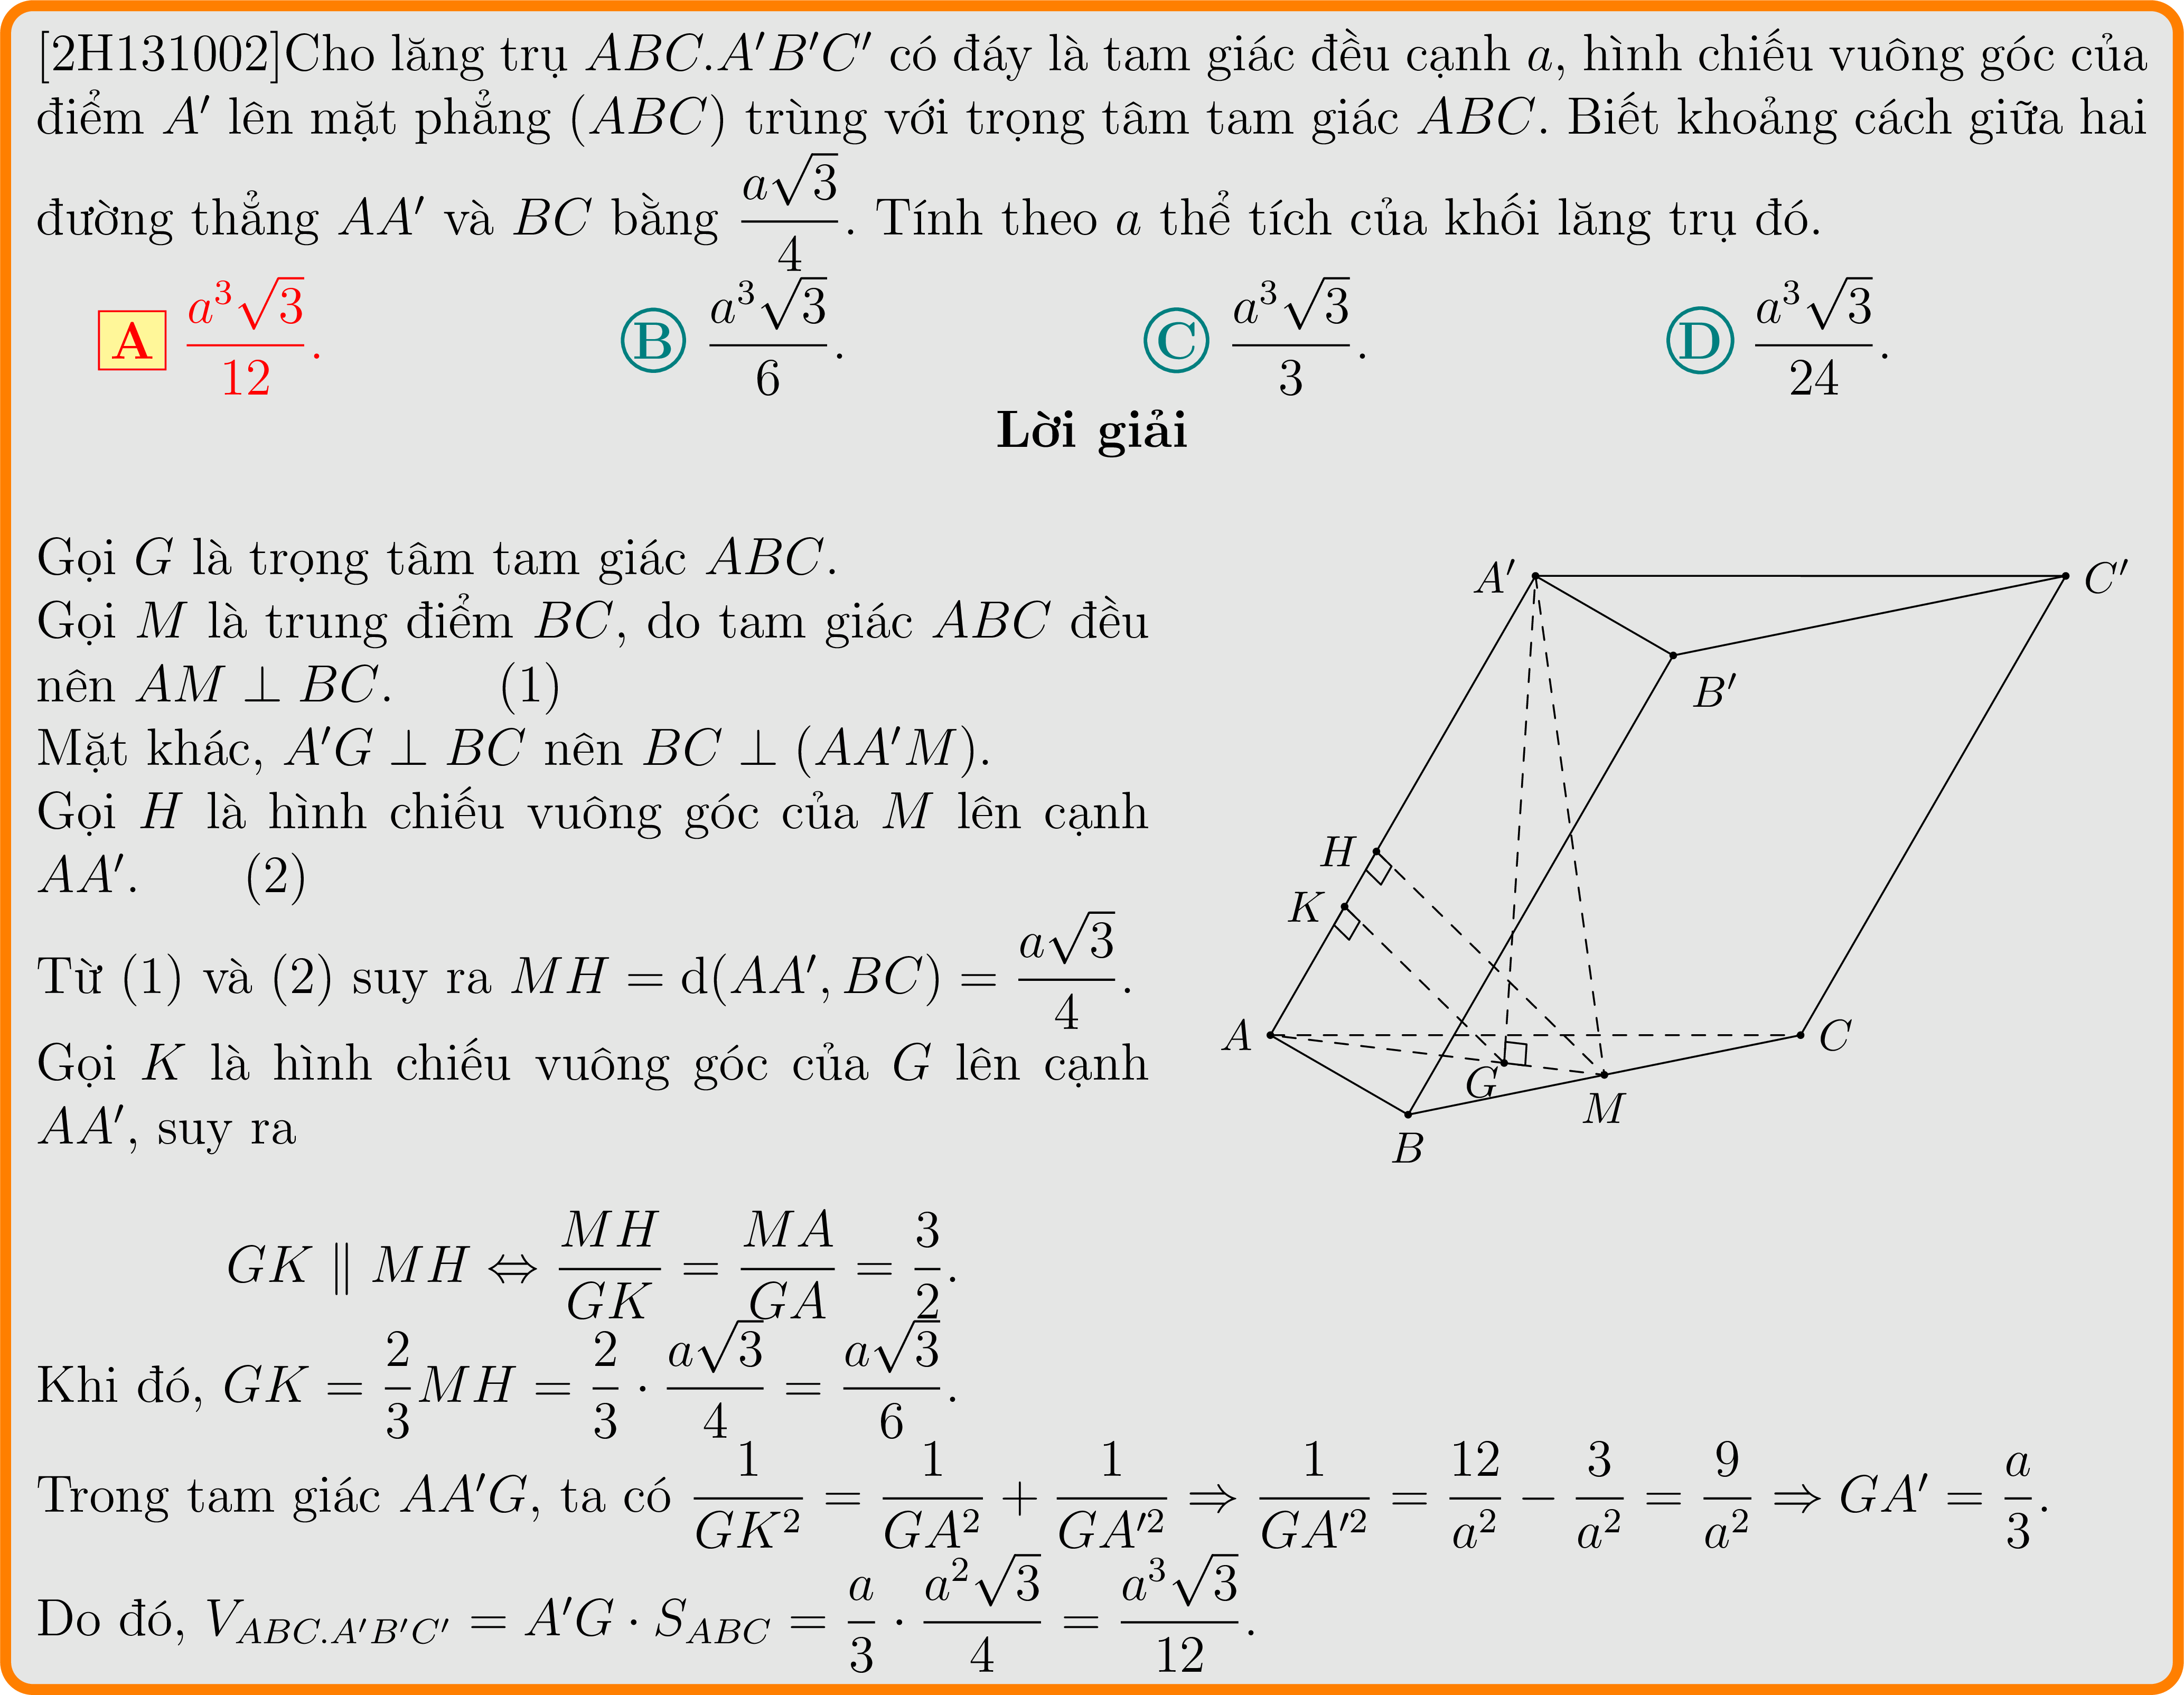 [2H131002]Cho lăng trụ ABC.A′B′C′ có đáy là tam giác đều cạnh a, hình chiếu vuông góc của
điểm A′ lên mặt phẳng (ABC) trùng với trọng tâm tam giác ABC. Biết khoảng cách giữa hai
đường thẳng AA′ và BC bằng \frac{a\sqrt{3}}{4}. Tính theo a thể tích của khối lăng trụ đó.
A \frac{a^3\sqrt{3}}{12}. B \frac{a^3\sqrt{3}}{6}. C \frac{a^3\sqrt{3}}{3}. D \frac{a^3\sqrt{3}}{24}.
Lời giải
Gọi G là trọng tâm tam giác ABC.
Gọi M là trung điểm BC, do tam giác ABC đều
nên AM ⊥ BC. (1)
Mặt khác, A′G ⊥ BC nên BC ⊥ (AA′M).
Gọi H là hình chiếu vuông góc của M lên cạnh
AA′. (2)
Từ (1) và (2) suy ra MH = d(AA′, BC) = \frac{a\sqrt{3}}{4}.
Gọi K là hình chiếu vuông góc của G lên cạnh
AA′, suy ra
GK ∥ MH ⇔ \frac{MH}{GK} = \frac{MA}{GA} = \frac{3}{2}.
Khi đó, GK = \frac{2}{3}MH = \frac{2}{3} · \frac{a\sqrt{3}}{4} = \frac{a\sqrt{3}}{6}.
Trong tam giác AA′G, ta có \frac{1}{GK^2} = \frac{1}{GA^2} + \frac{1}{GA′^2} ⇒ \frac{1}{GA′^2} = \frac{12}{a^2} − \frac{3}{a^2} = \frac{9}{a^2} ⇒ GA′ = \frac{a}{3}.
Do đó, V_{ABC.A′B′C′} = A′G · S_{ABC} = \frac{a}{3} · \frac{a^2\sqrt{3}}{4} = \frac{a^3\sqrt{3}}{12}.
A′
C′
B′
H
K
A
C
G
M
B